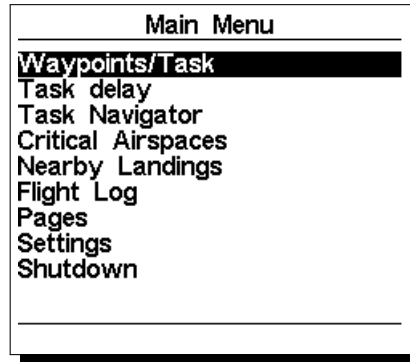 Main Menu
Waypoints/Task
Task delay
Task Navigator
Critical Airspaces
Nearby Landings
Flight Log
Pages
Settings
Shutdown